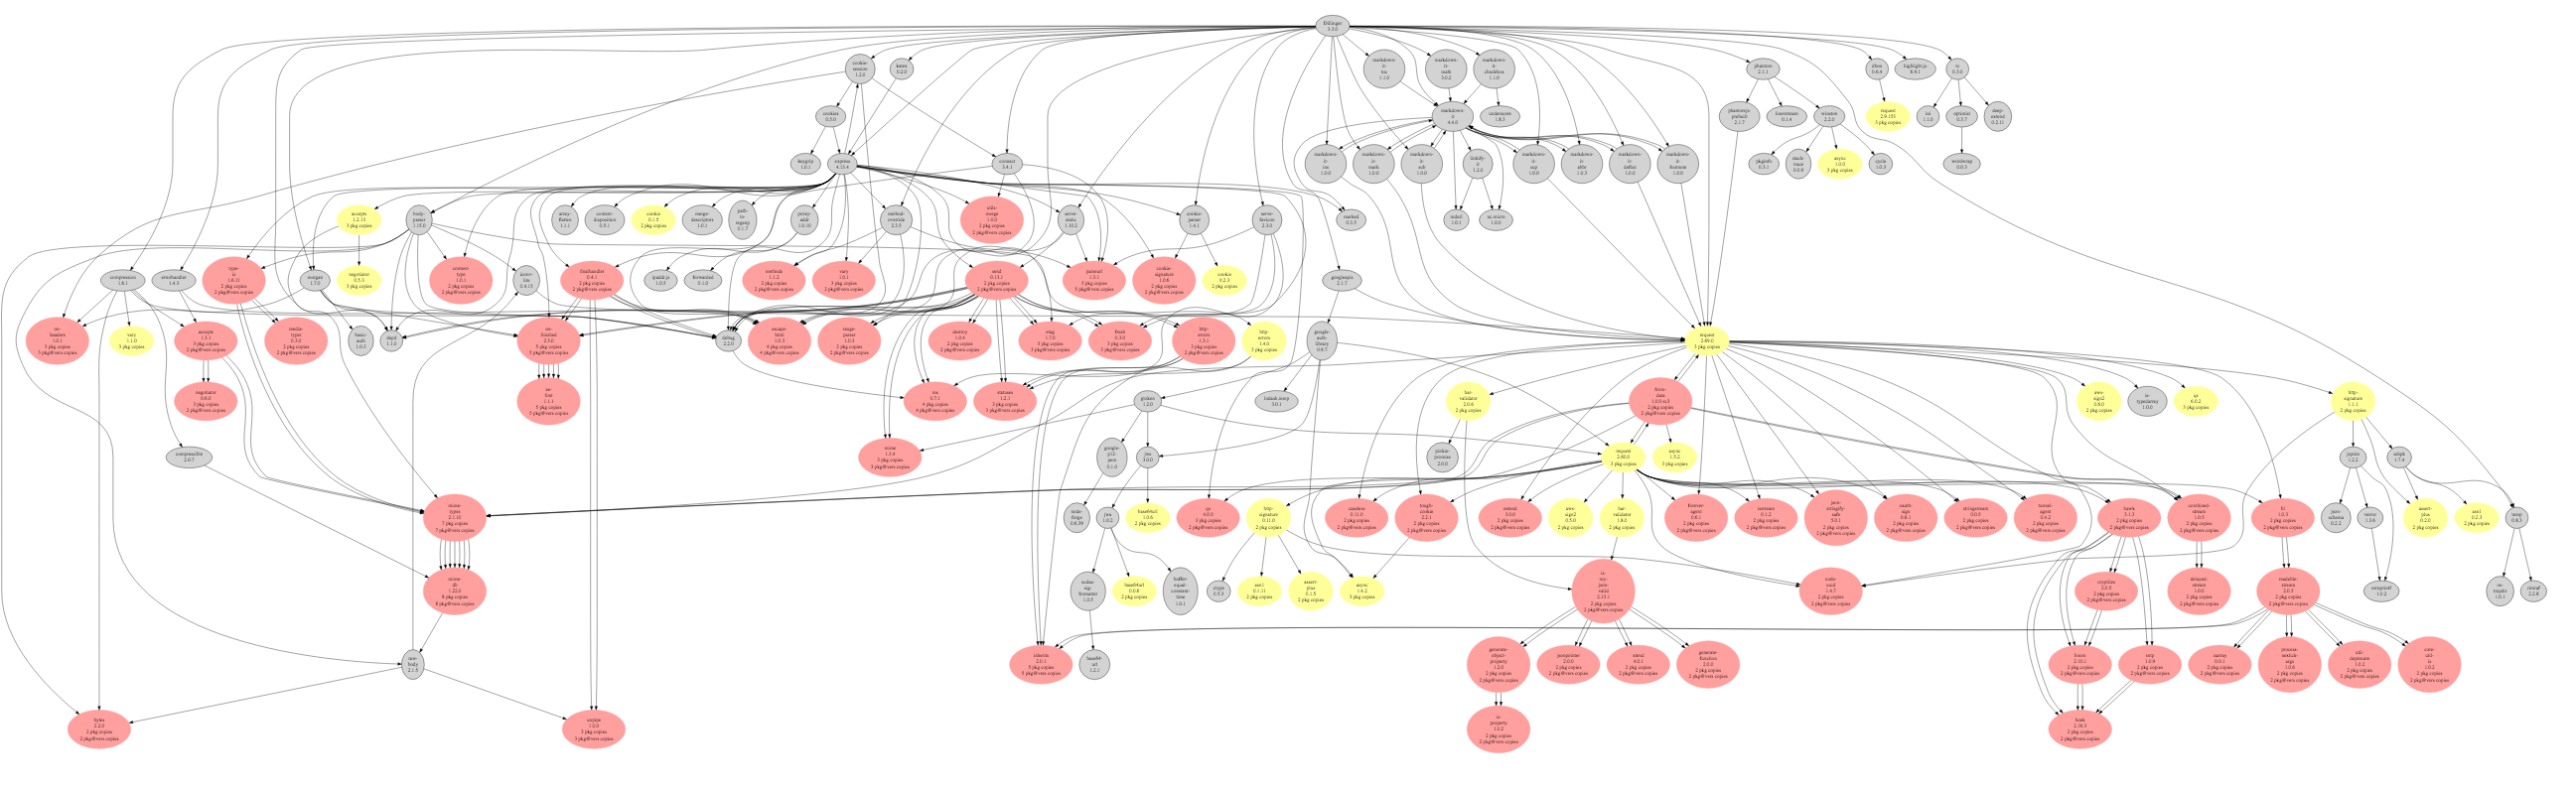 Dillinger
3.3.0
cookie-
session
1.2.0
kerex
0.2.0
markdown-
it-
toc
1.1.0
markdown-
it-
math
3.0.2
markdown-
it-
checkbox
1.1.0
phantom
2.1.1
dbox
0.6.4
highlight.js
8.9.1
rc
0.5.0
cookies
0.5.0
markdown-
it
4.4.0
underscore
1.8.3
phantomjs-
prebuilt
2.1.7
linerstream
0.1.4
winston
2.2.0
request
2.9.153
3 pkg copies
ini
1.1.0
optimist
0.3.7
deep-
extend
0.2.11
keygrip
1.0.1
express
4.13.4
connect
3.4.1
markdown-
it-
ins
1.0.0
markdown-
it-
mark
1.0.0
markdown-
it-
sub
1.0.0
linkify-
it
1.2.0
markdown-
it-
sup
1.0.0
markdown-
it-
abbr
1.0.3
markdown-
it-
deflist
1.0.0
markdown-
it-
footnote
1.0.0
pkginfo
0.3.1
stack-
trace
0.0.9
async
1.0.0
3 pkg copies
cycle
1.0.3
wordwrap
0.0.3
accepts
1.2.13
3 pkg copies
body-
parser
1.15.0
array-
flatten
1.1.1
content-
disposition
0.5.1
cookie
0.1.5
2 pkg copies
merge-
descriptors
1.0.1
path-
to-
regexp
0.1.7
proxy-
addr
1.0.10
method-
override
2.3.5
utils-
merge
1.0.0
2 pkg copies
2 pkg@vers copies
serve-
static
1.10.2
cookie-
parser
1.4.1
serve-
favicon
2.3.0
marked
0.3.5
mdurl
1.0.1
uc.micro
1.0.0
compression
1.6.1
errorhandler
1.4.3
type-
is
1.6.11
2 pkg copies
2 pkg@vers copies
morgan
1.7.0
negotiator
0.5.3
3 pkg copies
content-
type
1.0.1
2 pkg copies
2 pkg@vers copies
iconv-
lite
0.4.13
finalhandler
0.4.1
2 pkg copies
2 pkg@vers copies
ipaddr.js
1.0.5
forwarded
0.1.0
methods
1.1.2
2 pkg copies
2 pkg@vers copies
vary
1.0.1
3 pkg copies
2 pkg@vers copies
send
0.13.1
2 pkg copies
2 pkg@vers copies
parseurl
1.3.1
5 pkg copies
5 pkg@vers copies
cookie-
signature
1.0.6
2 pkg copies
2 pkg@vers copies
cookie
0.2.3
2 pkg copies
googleapis
2.1.7
on-
headers
1.0.1
3 pkg copies
3 pkg@vers copies
vary
1.1.0
3 pkg copies
accepts
1.3.1
3 pkg copies
2 pkg@vers copies
media-
typer
0.3.0
2 pkg copies
2 pkg@vers copies
basic-
auth
1.0.3
depd
1.1.0
on-
finished
2.3.0
5 pkg copies
5 pkg@vers copies
debug
2.2.0
escape-
html
1.0.3
4 pkg copies
4 pkg@vers copies
range-
parser
1.0.3
2 pkg copies
2 pkg@vers copies
destroy
1.0.4
2 pkg copies
2 pkg@vers copies
etag
1.7.0
3 pkg copies
3 pkg@vers copies
fresh
0.3.0
3 pkg copies
3 pkg@vers copies
http-
errors
1.3.1
3 pkg copies
2 pkg@vers copies
http-
errors
1.4.0
3 pkg copies
google-
auth-
library
0.9.7
request
2.69.0
3 pkg copies
negotiator
0.6.0
3 pkg copies
2 pkg@vers copies
ee-
first
1.1.1
5 pkg copies
5 pkg@vers copies
ms
0.7.1
4 pkg copies
4 pkg@vers copies
statuses
1.2.1
3 pkg copies
3 pkg@vers copies
gtoken
1.2.0
lodash.noop
3.0.1
har-
validator
2.0.6
2 pkg copies
form-
data
1.0.0-rc3
2 pkg copies
2 pkg@vers copies
aws-
sign2
0.6.0
2 pkg copies
is-
typedarray
1.0.0
qs
6.0.2
3 pkg copies
http-
signature
1.1.1
2 pkg copies
compressible
2.0.7
mime
1.3.4
3 pkg copies
3 pkg@vers copies
google-
p12-
pem
0.1.0
jws
3.0.0
pinkie-
promise
2.0.0
request
2.60.0
3 pkg copies
async
1.5.2
3 pkg copies
jsprim
1.2.2
sshpk
1.7.4
mime-
types
2.1.10
7 pkg copies
7 pkg@vers copies
node-
forge
0.6.39
jwa
1.0.2
base64url
1.0.6
2 pkg copies
qs
4.0.0
3 pkg copies
2 pkg@vers copies
http-
signature
0.11.0
2 pkg copies
caseless
0.11.0
2 pkg copies
2 pkg@vers copies
tough-
cookie
2.2.1
2 pkg copies
2 pkg@vers copies
extend
3.0.0
2 pkg copies
2 pkg@vers copies
aws-
sign2
0.5.0
2 pkg copies
har-
validator
1.8.0
2 pkg copies
forever-
agent
0.6.1
2 pkg copies
2 pkg@vers copies
isstream
0.1.2
2 pkg copies
2 pkg@vers copies
json-
stringify-
safe
5.0.1
2 pkg copies
2 pkg@vers copies
oauth-
sign
0.8.1
2 pkg copies
2 pkg@vers copies
stringstream
0.0.5
2 pkg copies
2 pkg@vers copies
tunnel-
agent
0.4.2
2 pkg copies
2 pkg@vers copies
hawk
3.1.3
2 pkg copies
2 pkg@vers copies
combined-
stream
1.0.5
2 pkg copies
2 pkg@vers copies
bl
1.0.3
2 pkg copies
2 pkg@vers copies
json-
schema
0.2.2
verror
1.3.6
assert-
plus
0.2.0
2 pkg copies
asn1
0.2.3
2 pkg copies
temp
0.8.3
mime-
db
1.22.0
8 pkg copies
8 pkg@vers copies
ecdsa-
sig-
formatter
1.0.5
base64url
0.0.6
2 pkg copies
buffer-
equal-
constant-
time
1.0.1
ctype
0.5.3
asn1
0.1.11
2 pkg copies
assert-
plus
0.1.5
2 pkg copies
async
1.4.2
3 pkg copies
is-
my-
json-
valid
2.13.1
2 pkg copies
2 pkg@vers copies
node-
uuid
1.4.7
2 pkg copies
2 pkg@vers copies
cryptiles
2.0.5
2 pkg copies
2 pkg@vers copies
delayed-
stream
1.0.0
2 pkg copies
2 pkg@vers copies
readable-
stream
2.0.5
2 pkg copies
2 pkg@vers copies
extsprintf
1.0.2
os-
tmpdir
1.0.1
rimraf
2.2.8
raw-
body
2.1.5
inherits
2.0.1
5 pkg copies
5 pkg@vers copies
base64-
url
1.2.1
generate-
object-
property
1.2.0
2 pkg copies
2 pkg@vers copies
jsonpointer
2.0.0
2 pkg copies
2 pkg@vers copies
xtend
4.0.1
2 pkg copies
2 pkg@vers copies
generate-
function
2.0.0
2 pkg copies
2 pkg@vers copies
boom
2.10.1
2 pkg copies
2 pkg@vers copies
sntp
1.0.9
2 pkg copies
2 pkg@vers copies
isarray
0.0.1
2 pkg copies
2 pkg@vers copies
process-
nextick-
args
1.0.6
2 pkg copies
2 pkg@vers copies
util-
deprecate
1.0.2
2 pkg copies
2 pkg@vers copies
core-
util-
is
1.0.2
2 pkg copies
2 pkg@vers copies
bytes
2.2.0
2 pkg copies
2 pkg@vers copies
unpipe
1.0.0
3 pkg copies
3 pkg@vers copies
is-
property
1.0.2
2 pkg copies
2 pkg@vers copies
hoek
2.16.3
2 pkg copies
2 pkg@vers copies